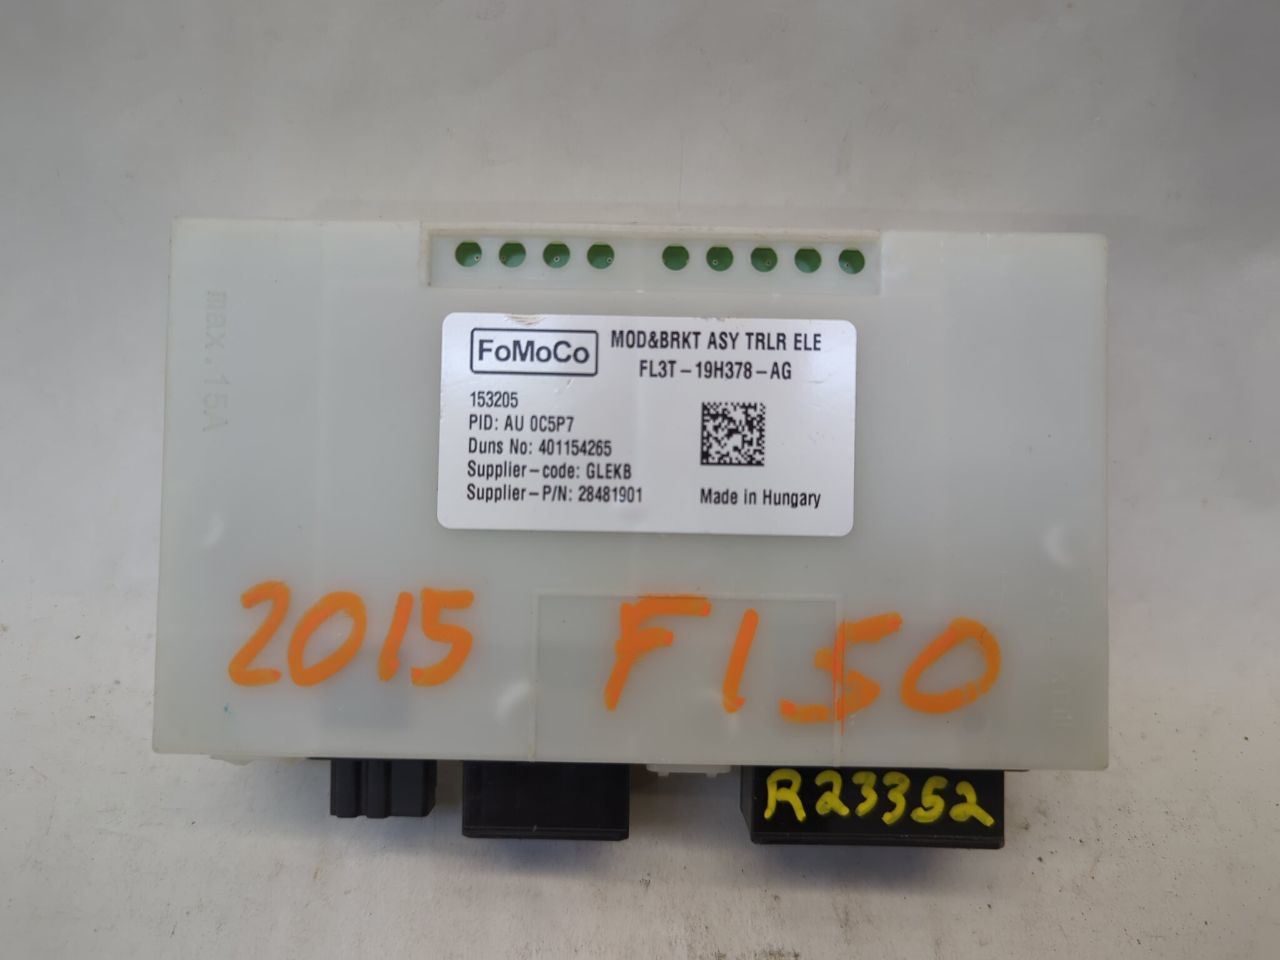 max.15A
FoMoCo
MOD&BRKT ASY TRLR ELE
FL3T-19H378-AG
153205
PID: AU 0C5P7
Duns No: 401154265
Supplier-code: GLEKB
Supplier-P/N: 28481901
Made in Hungary
2015 F150
R23352